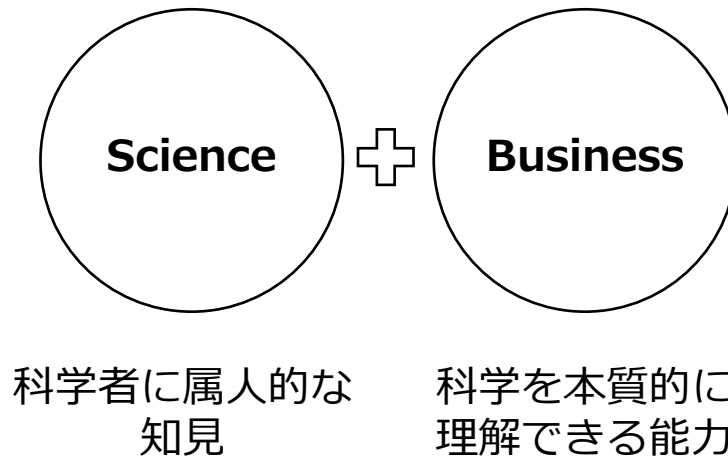 Science
Business
科学者に属人的な
知見
科学を本質的に
理解できる能力